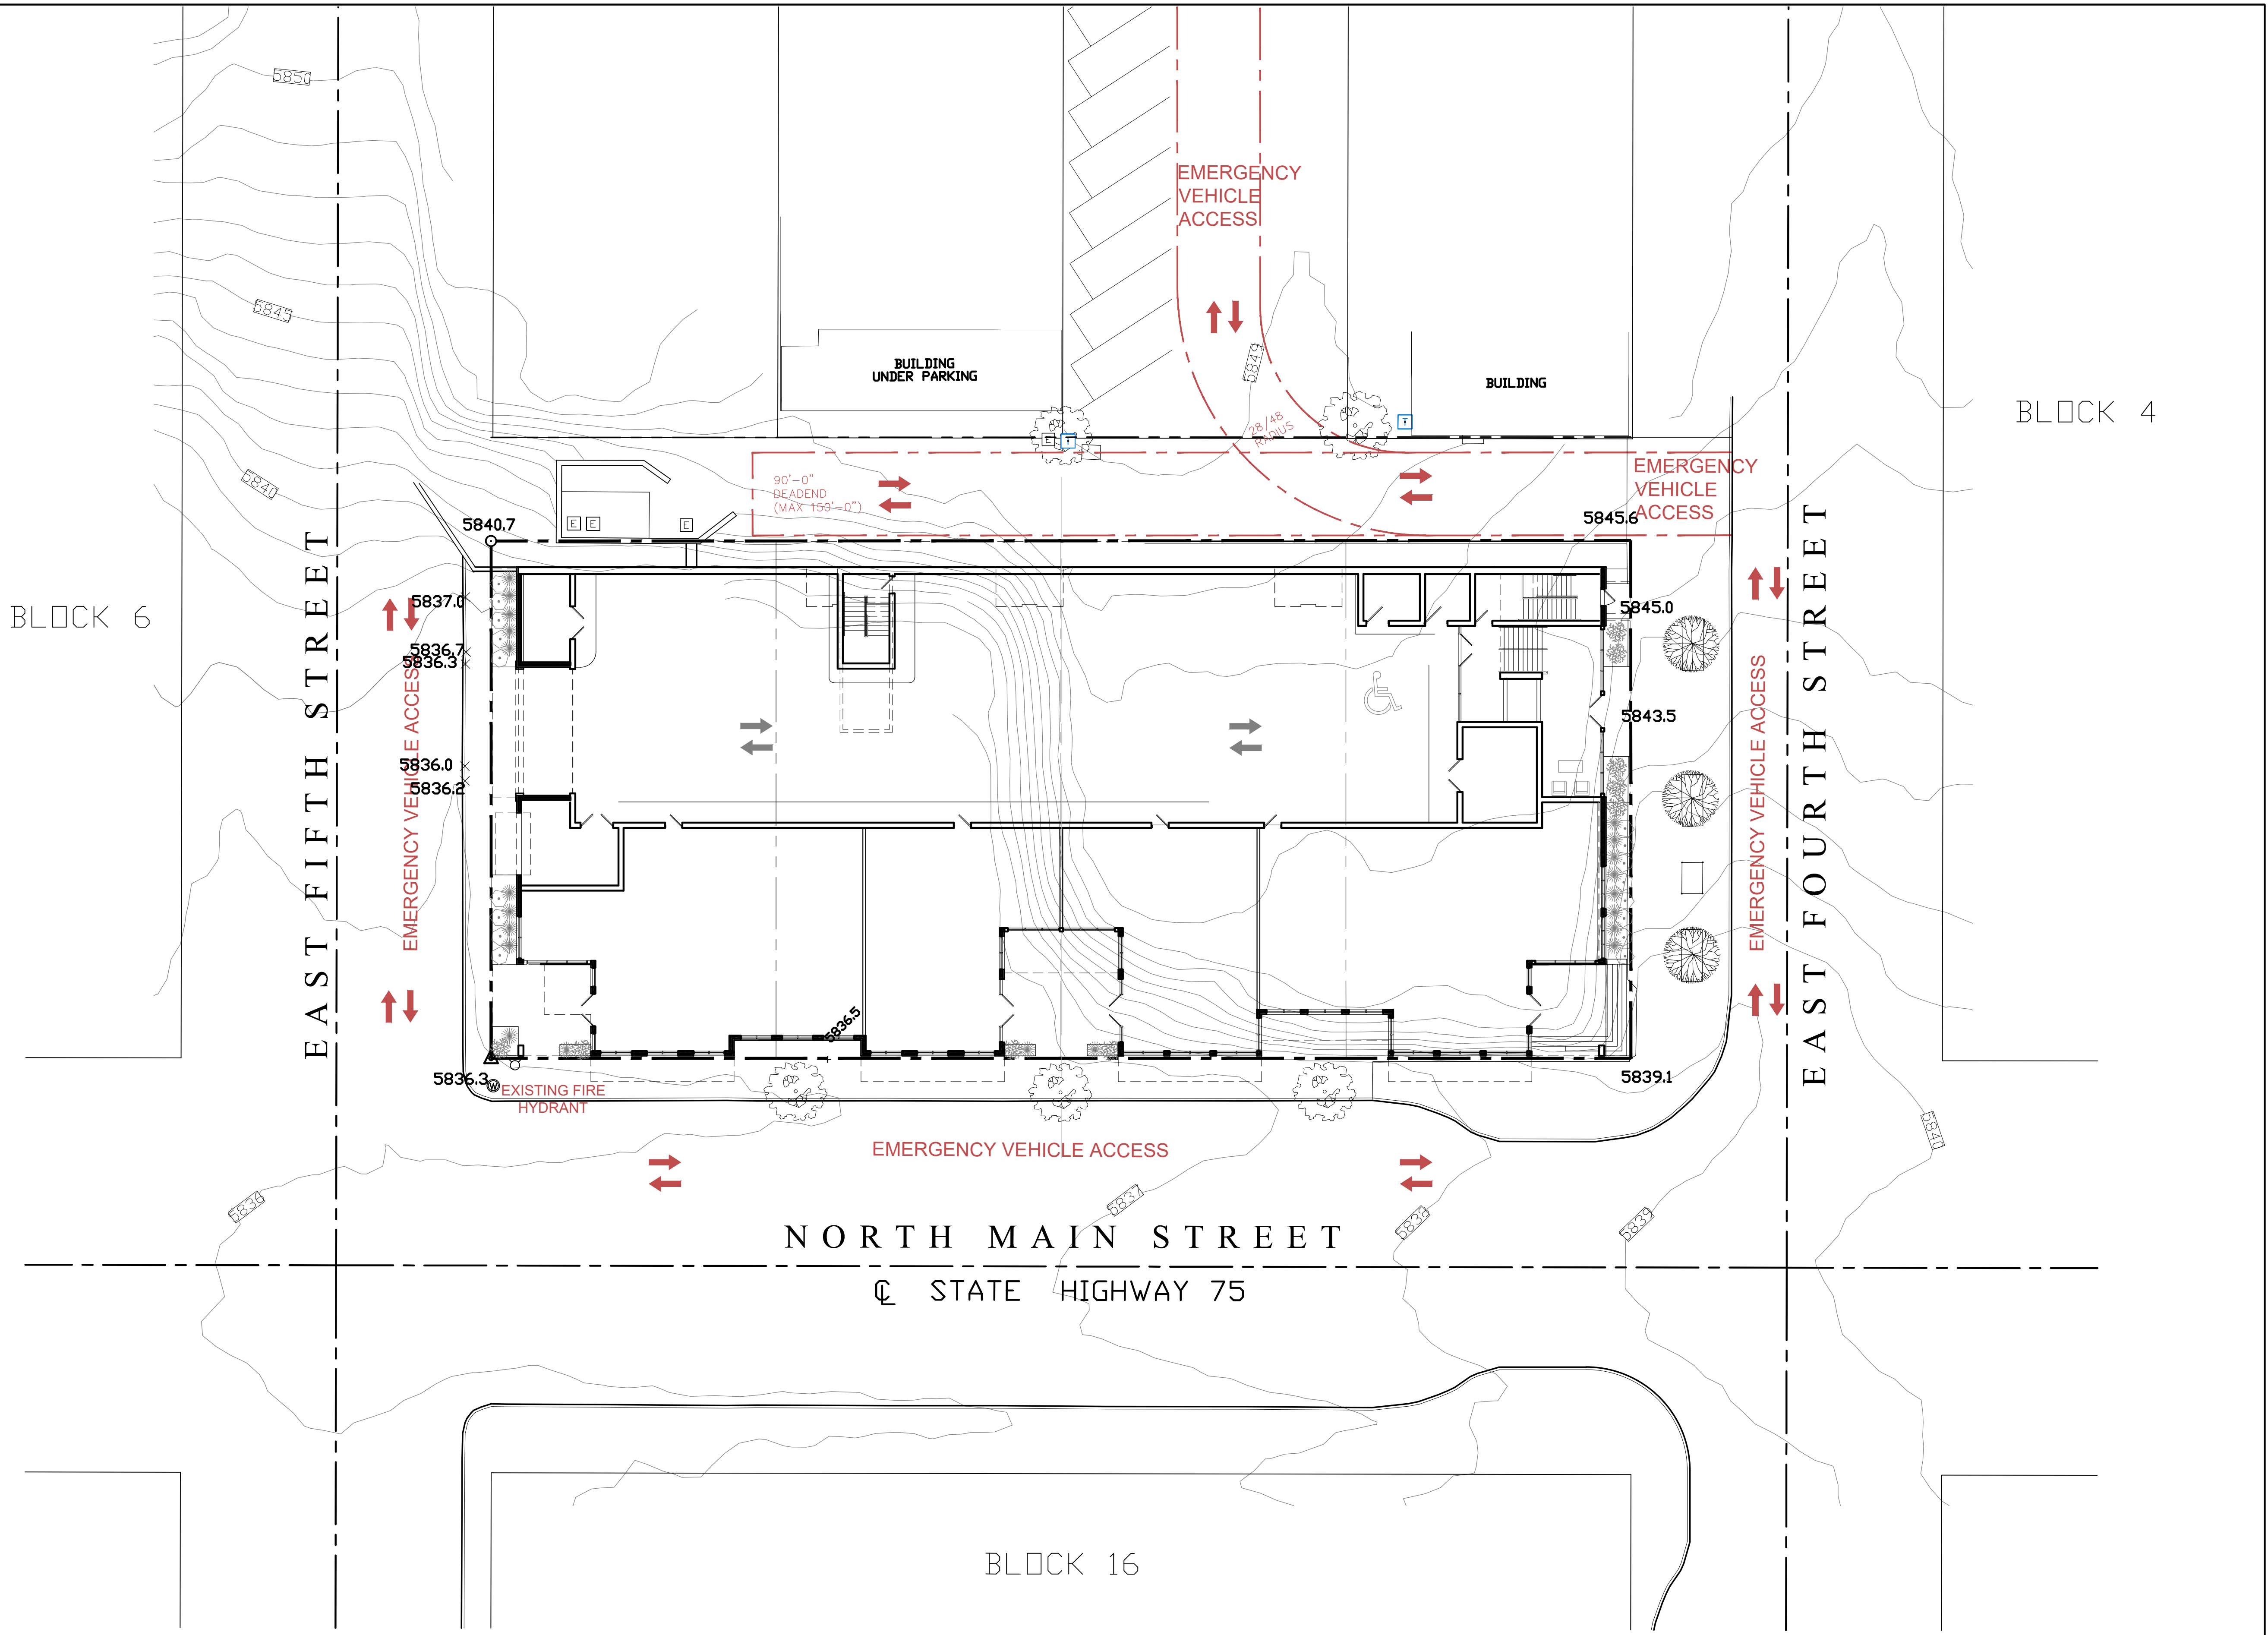 5850
EMERGENCY
VEHICLE
ACCESS
5845
5849
BUILDING
UNDER PARKING
BUILDING
BLOCK 4
28/48
RADIUS
E
T
T
EMERGENCY
VEHICLE
ACCESS
90'-0"
DEADEND
(MAX 150'-0")
5840
E
E
E
5840.7
5845.6
EAST FIFTH STREET
EAST FOURTH STREET
BLOCK 6
5837.0
5845.0
5836.7
5836.3
EMERGENCY VEHICLE ACCESS
EMERGENCY VEHICLE ACCESS
5843.5
5836.0
5836.2
5836.5
5836.3
W
EXISTING FIRE
HYDRANT
5839.1
EMERGENCY VEHICLE ACCESS
5840
5836
5837
5838
5839
NORTH MAIN STREET
℄ STATE HIGHWAY 75
BLOCK 16